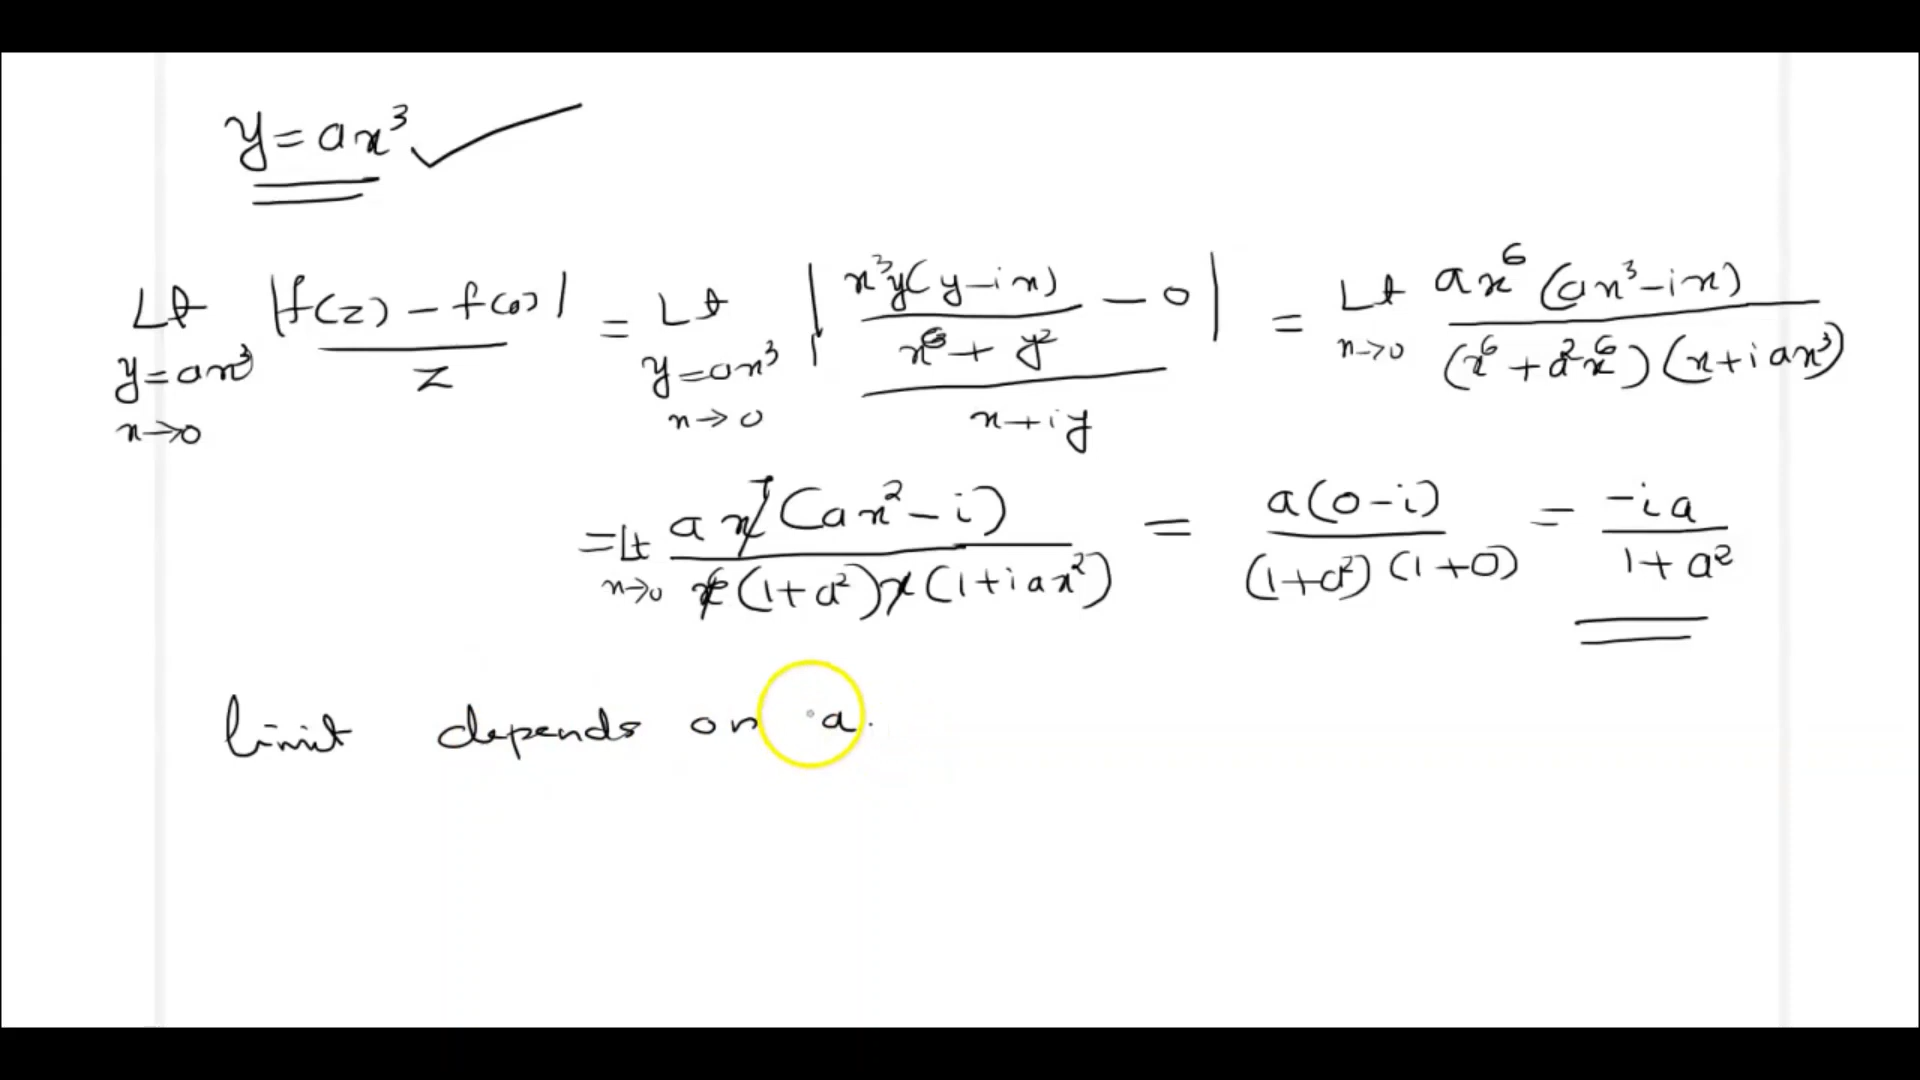 y = ax³ ✓
Lt y=ax³ x→0 |f(z) - f(0)| / z = Lt y=ax³ x→0 | x³y(y-ix) / x⁶ + y² - 0 | / x+iy = Lt x→0 ax⁶(ax³-ix) / (x⁶+a²x⁶)(x+iax³)
= Lt x→0 ax⁷(ax²-i) / x⁶(1+a²)x(1+iax²) = a(0-i) / (1+a²)(1+0) = -ia / 1+a²
limit depends on a.